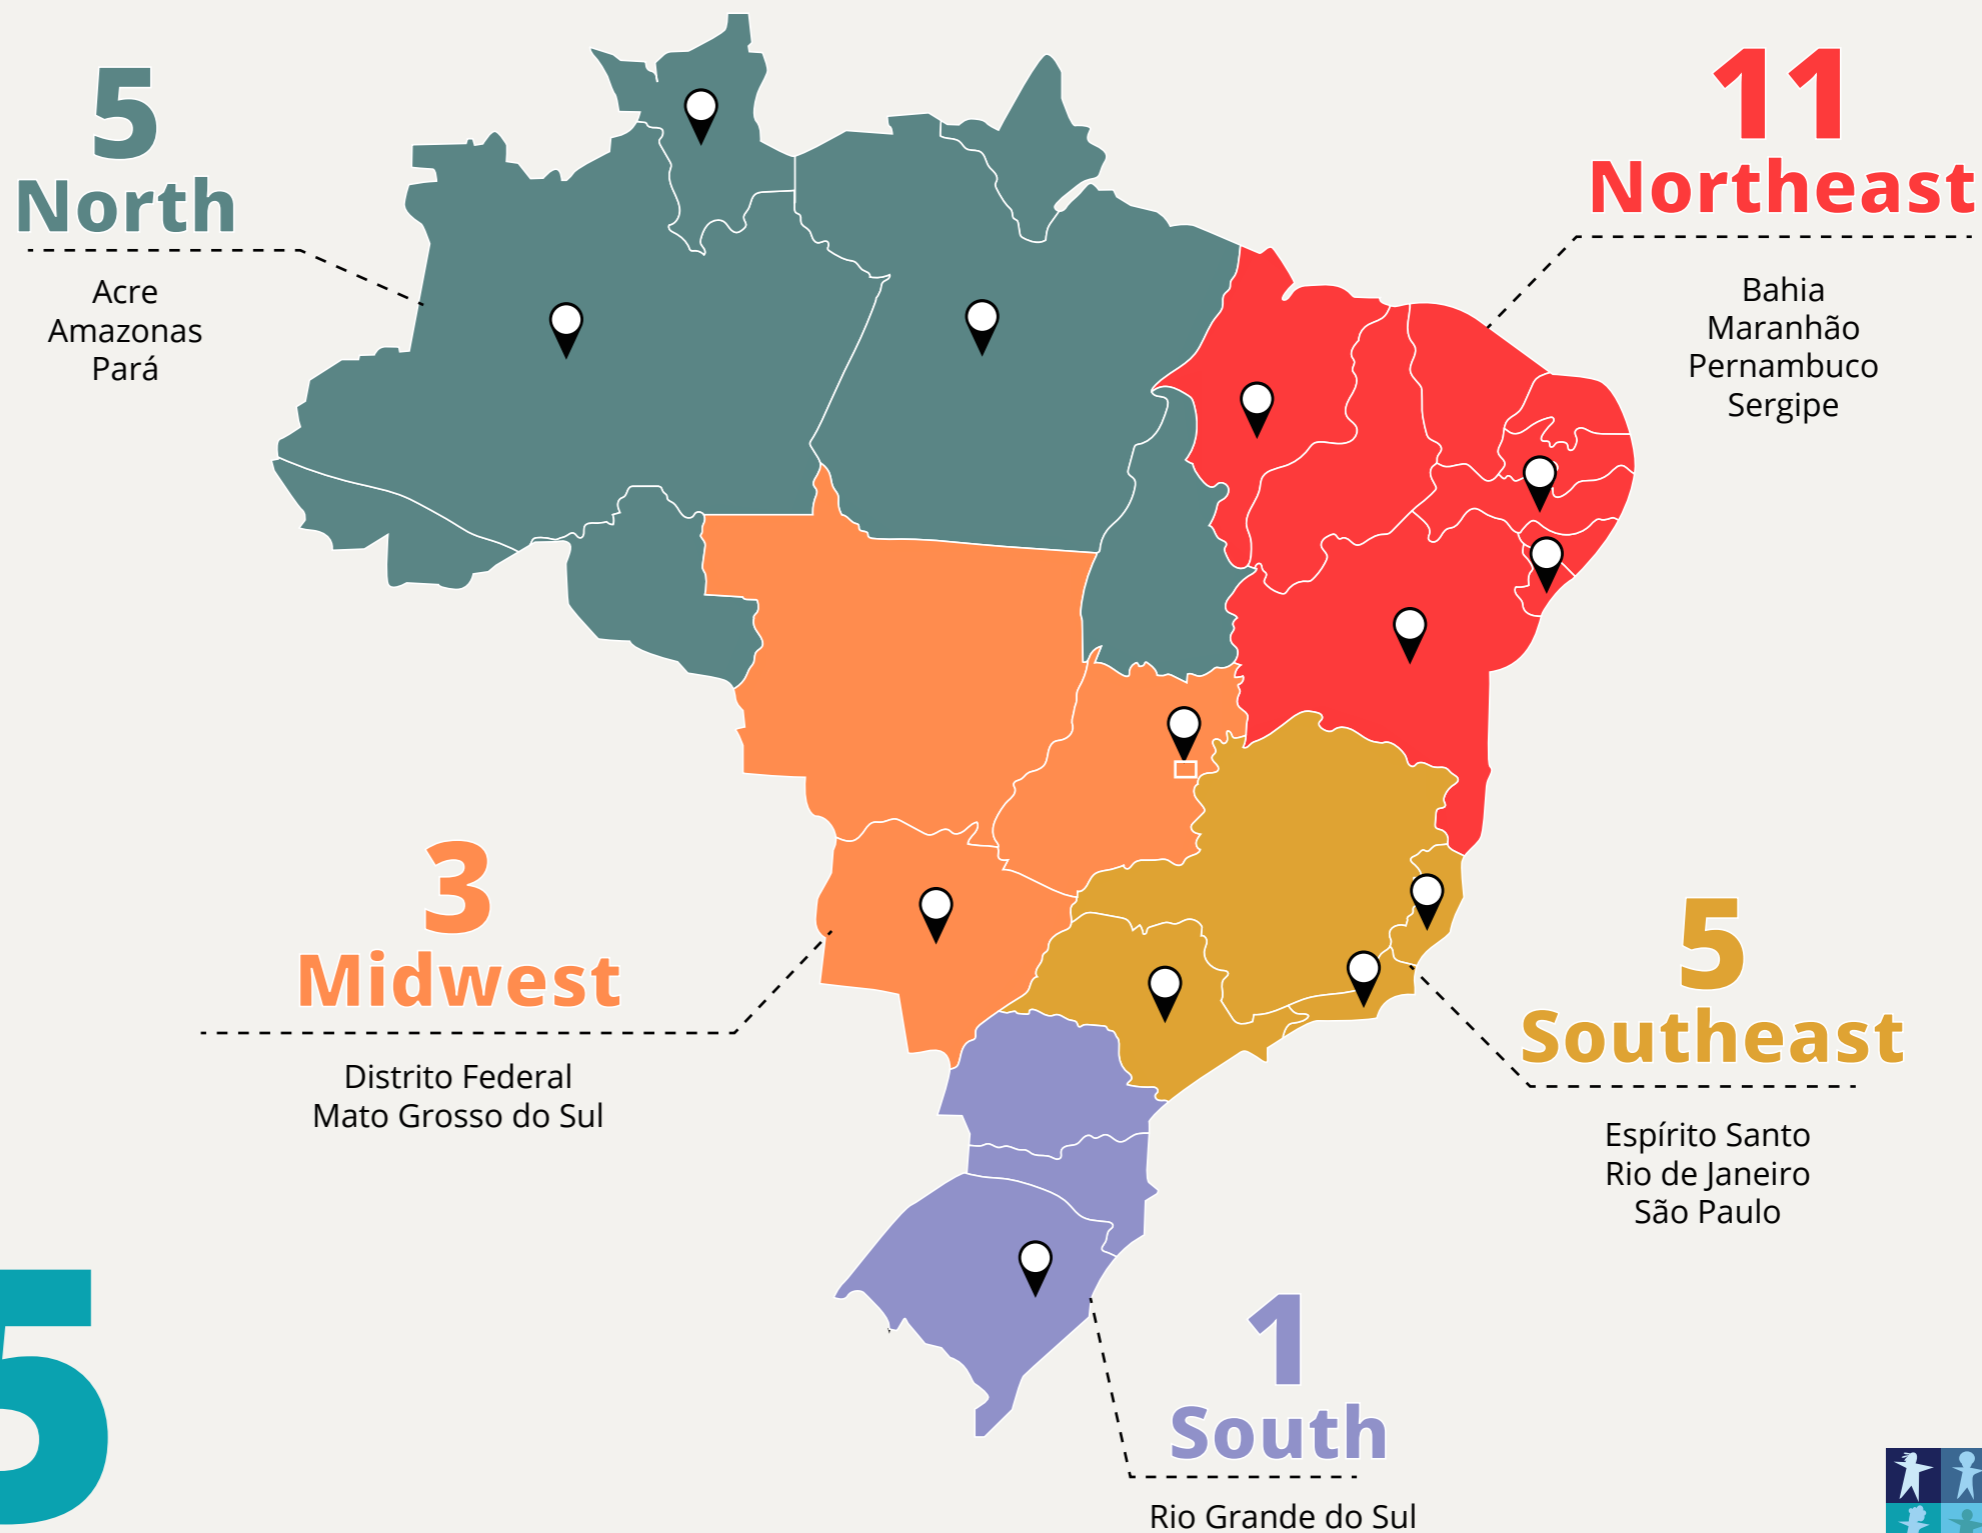 5
North
Acre
Amazonas
Pará
11
Northeast
Bahia
Maranhão
Pernambuco
Sergipe
3
Midwest
Distrito Federal
Mato Grosso do Sul
5
Southeast
Espírito Santo
Rio de Janeiro
São Paulo
1
South
Rio Grande do Sul
5